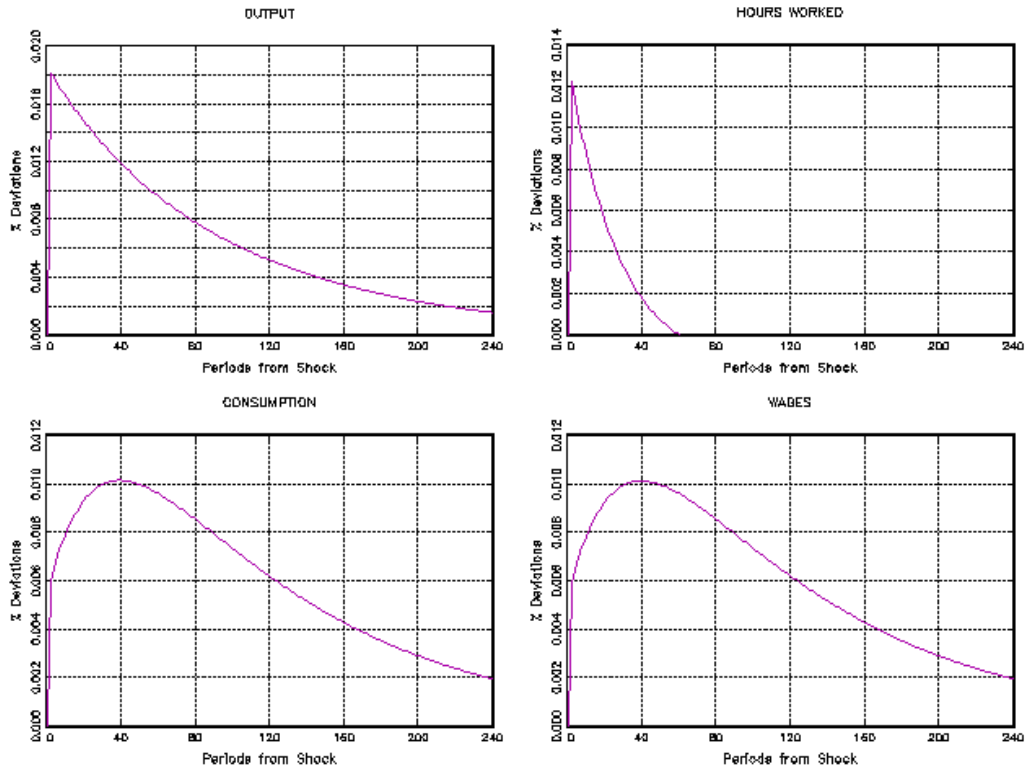 OUTPUT
% Deviations
0.000 0.004 0.008 0.012 0.016 0.020
0 40 80 120 160 200 240
Periods from Shock
HOURS WORKED
% Deviations
0.000 0.002 0.004 0.006 0.008 0.010 0.012 0.014
0 40 80 120 160 200 240
Periods from Shock
CONSUMPTION
% Deviations
0.000 0.002 0.004 0.006 0.008 0.010 0.012
0 40 80 120 160 200 240
Periods from Shock
WAGES
% Deviations
0.000 0.002 0.004 0.006 0.008 0.010 0.012
0 40 80 120 160 200 240
Periods from Shock